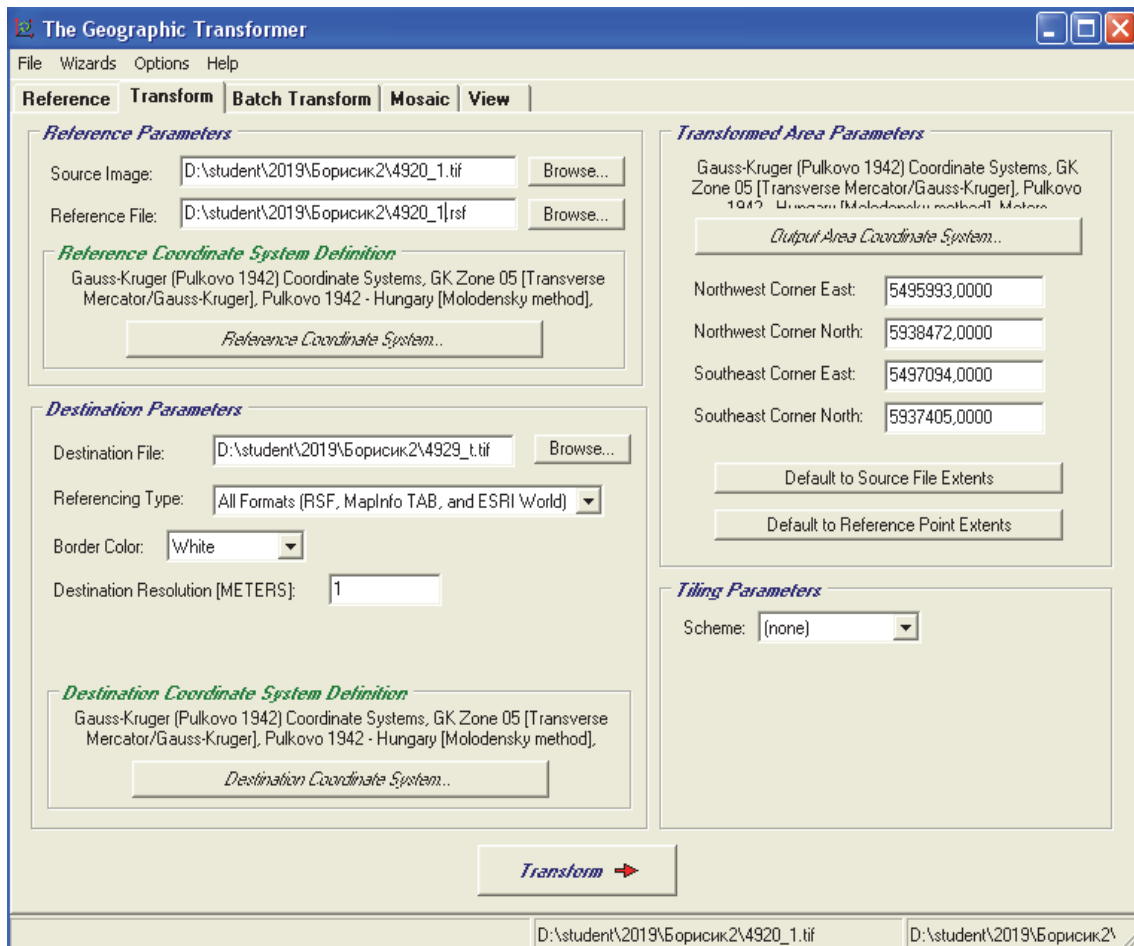 The Geographic Transformer
File Wizards Options Help
Reference Transform Batch Transform Mosaic View
Reference Parameters
Source Image: D:\student\2019\Борисик2\4920_1.tif Browse...
Reference File: D:\student\2019\Борисик2\4920_1.rsf Browse...
Reference Coordinate System Definition
Gauss-Kruger (Pulkovo 1942) Coordinate Systems, GK Zone 05 [Transverse
Mercator/Gauss-Kruger], Pulkovo 1942 - Hungary [Molodensky method],
Reference Coordinate System...
Destination Parameters
Destination File: D:\student\2019\Борисик2\4929_t.tif Browse...
Referencing Type: All Formats (RSF, MapInfo TAB, and ESRI World)
Border Color: White
Destination Resolution [METERS]: 1
Destination Coordinate System Definition
Gauss-Kruger (Pulkovo 1942) Coordinate Systems, GK Zone 05 [Transverse
Mercator/Gauss-Kruger], Pulkovo 1942 - Hungary [Molodensky method],
Destination Coordinate System...
Transformed Area Parameters
Gauss-Kruger (Pulkovo 1942) Coordinate Systems, GK
Zone 05 [Transverse Mercator/Gauss-Kruger], Pulkovo
1942 - Hungary [Molodensky method], Meters
Output Area Coordinate System...
Northwest Corner East: 5495993,0000
Northwest Corner North: 5938472,0000
Southeast Corner East: 5497094,0000
Southeast Corner North: 5937405,0000
Default to Source File Extents
Default to Reference Point Extents
Tiling Parameters
Scheme: (none)
Transform
D:\student\2019\Борисик2\4920_1.tif D:\student\2019\Борисик2\